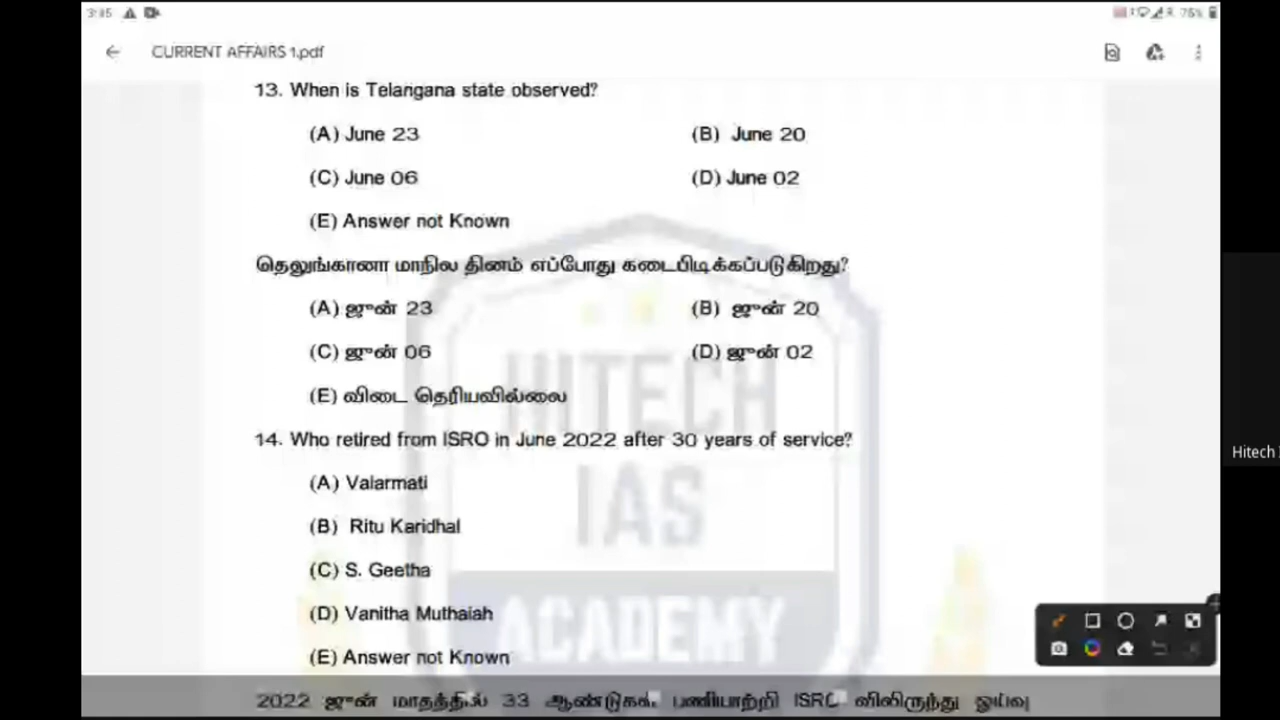 3:45 75%
CURRENT AFFAIRS 1.pdf
13. When is Telangana state observed?
(A) June 23 (B) June 20
(C) June 06 (D) June 02
(E) Answer not Known
தெலுங்கானா மாநில தினம் எப்போது கடைபிடிக்கப்படுகிறது?
(A) ஜுன் 23 (B) ஜுன் 20
(C) ஜுன் 06 (D) ஜுன் 02
(E) விடை தெரியவில்லை
14. Who retired from ISRO in June 2022 after 30 years of service?
(A) Valarmati
(B) Ritu Karidhal
(C) S. Geetha
(D) Vanitha Muthaiah
(E) Answer not Known
2022 ஜுன் மாதத்தில் 33 ஆண்டுகள் பணியாற்றி ISRO விலிருந்து ஓய்வு
HITECH
IAS
ACADEMY
Hitech